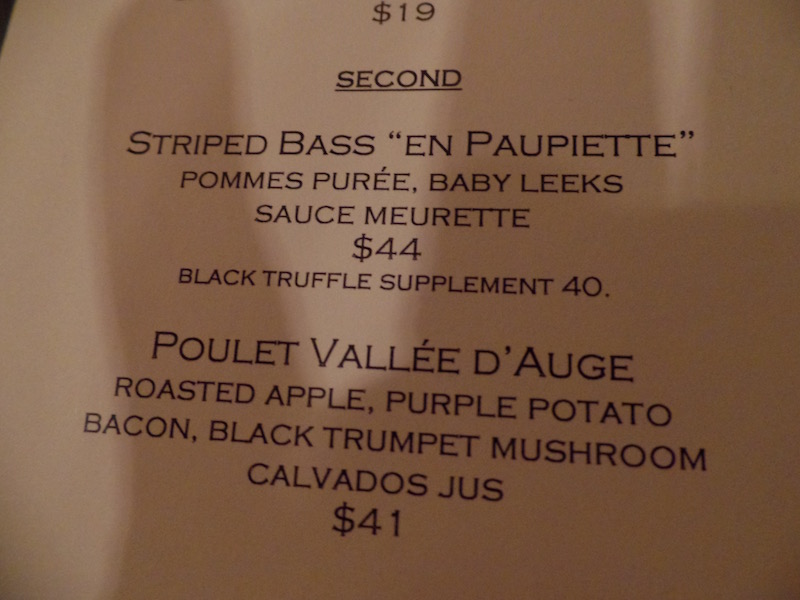 $19
SECOND
STRIPED BASS “EN PAUPIETTE”
POMMES PURÉE, BABY LEEKS
SAUCE MEURETTE
$44
BLACK TRUFFLE SUPPLEMENT 40.
POULET VALLÉE D’AUGE
ROASTED APPLE, PURPLE POTATO
BACON, BLACK TRUMPET MUSHROOM
CALVADOS JUS
$41